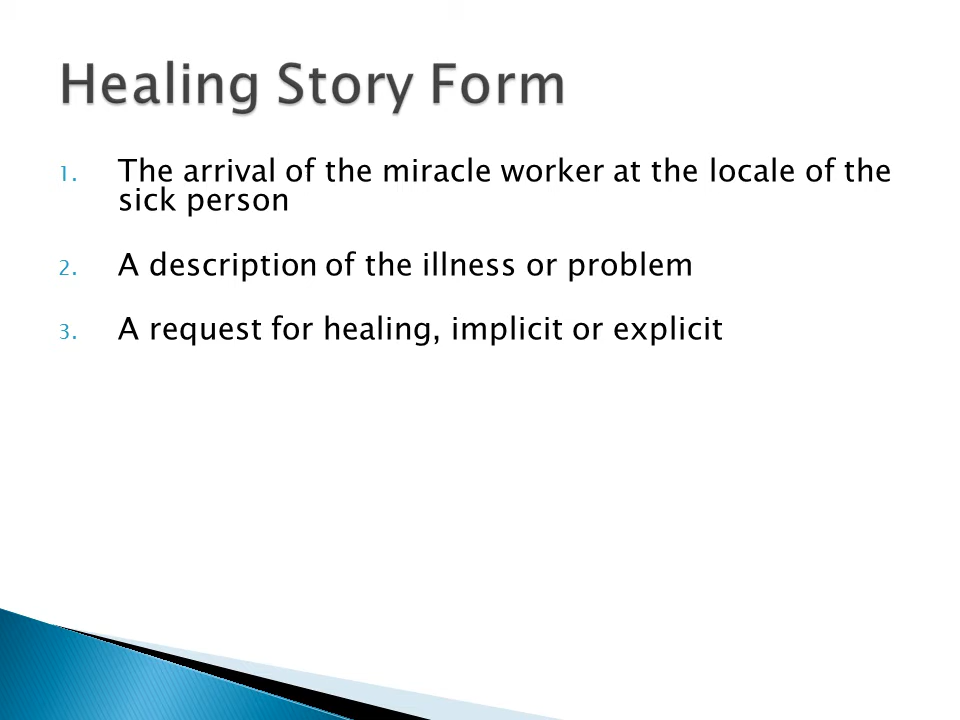 Healing Story Form
1. The arrival of the miracle worker at the locale of the
sick person
2. A description of the illness or problem
3. A request for healing, implicit or explicit